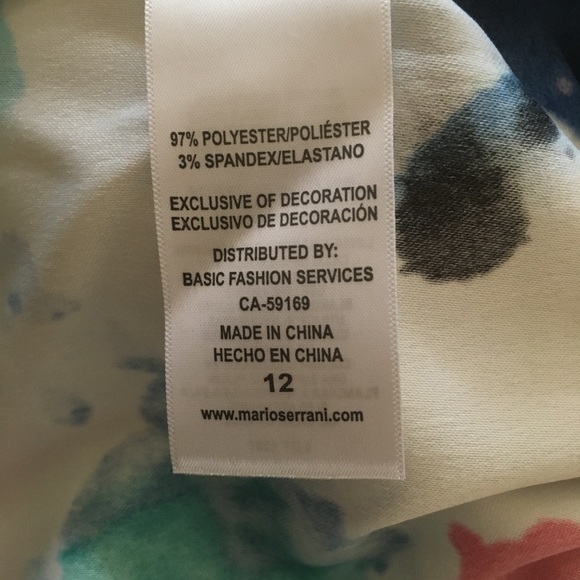 97% POLYESTER/POLIÉSTER
3% SPANDEX/ELASTANO
EXCLUSIVE OF DECORATION
EXCLUSIVO DE DECORACIÓN
DISTRIBUTED BY:
BASIC FASHION SERVICES
CA-59169
MADE IN CHINA
HECHO EN CHINA
12
www.marioserrani.com